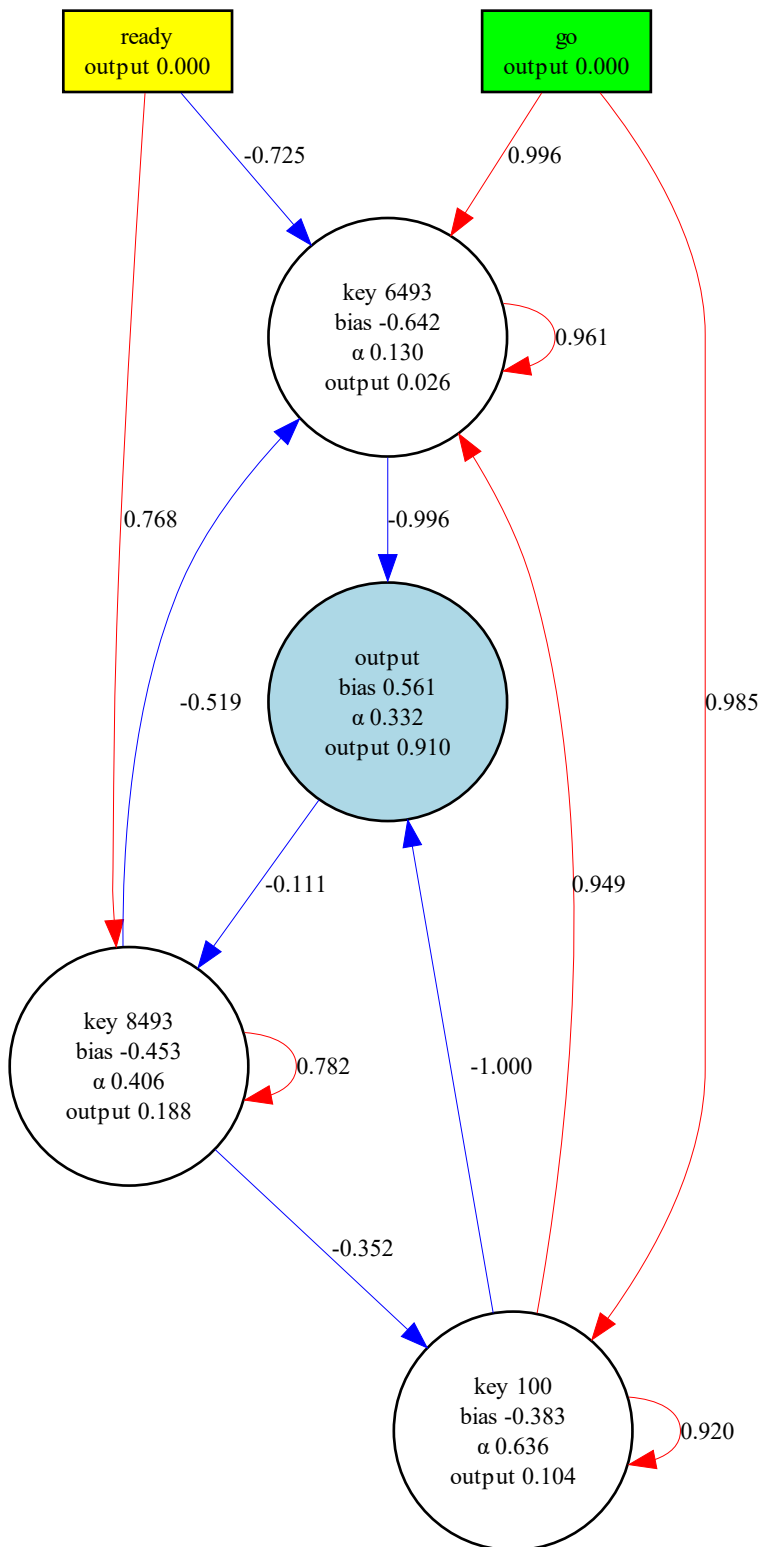 ready
output 0.000
go
output 0.000
-0.725
0.996
key 6493
bias -0.642
α 0.130
output 0.026
0.961
0.768
-0.996
-0.519
output
bias 0.561
α 0.332
output 0.910
0.985
-0.111
0.949
key 8493
bias -0.453
α 0.406
output 0.188
0.782
-1.000
-0.352
key 100
bias -0.383
α 0.636
output 0.104
0.920